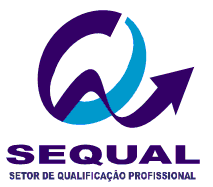 SEQUAL
SETOR DE QUALIFICAÇÃO PROFISSIONAL